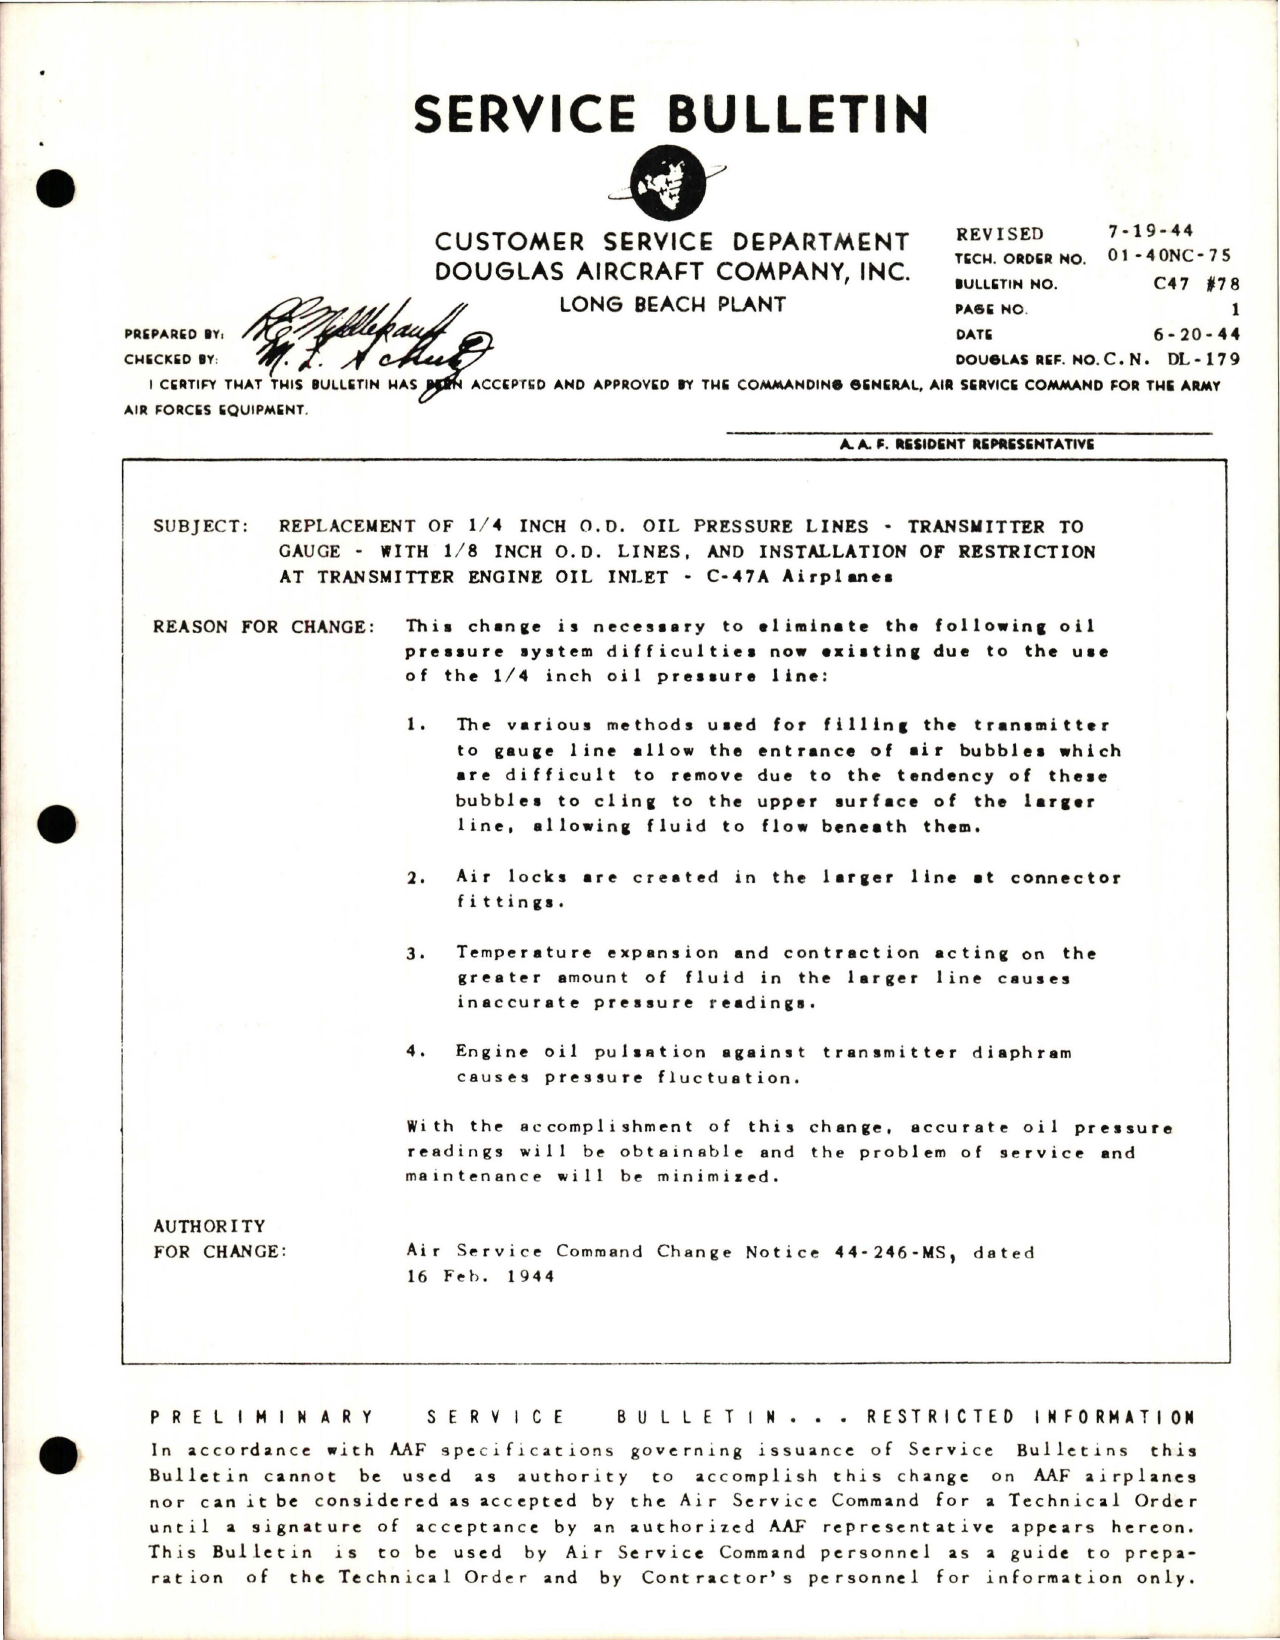 SERVICE BULLETIN
CUSTOMER SERVICE DEPARTMENT
DOUGLAS AIRCRAFT COMPANY, INC.
LONG BEACH PLANT
REVISED 7-19-44
TECH. ORDER NO. 01-40NC-75
BULLETIN NO. C47 #78
PAGE NO. 1
DATE 6-20-44
DOUGLAS REF. NO. C.N. DL-179
PREPARED BY:
CHECKED BY: M. L.
I CERTIFY THAT THIS BULLETIN HAS BEEN ACCEPTED AND APPROVED BY THE COMMANDING GENERAL, AIR SERVICE COMMAND FOR THE ARMY
AIR FORCES EQUIPMENT.
A. A. F. RESIDENT REPRESENTATIVE
SUBJECT: REPLACEMENT OF 1/4 INCH O.D. OIL PRESSURE LINES - TRANSMITTER TO
GAUGE - WITH 1/8 INCH O.D. LINES, AND INSTALLATION OF RESTRICTION
AT TRANSMITTER ENGINE OIL INLET - C-47A Airplanes
REASON FOR CHANGE: This change is necessary to eliminate the following oil
pressure system difficulties now existing due to the use
of the 1/4 inch oil pressure line:
1. The various methods used for filling the transmitter
to gauge line allow the entrance of air bubbles which
are difficult to remove due to the tendency of these
bubbles to cling to the upper surface of the larger
line, allowing fluid to flow beneath them.
2. Air locks are created in the larger line at connector
fittings.
3. Temperature expansion and contraction acting on the
greater amount of fluid in the larger line causes
inaccurate pressure readings.
4. Engine oil pulsation against transmitter diaphram
causes pressure fluctuation.
With the accomplishment of this change, accurate oil pressure
readings will be obtainable and the problem of service and
maintenance will be minimized.
AUTHORITY
FOR CHANGE: Air Service Command Change Notice 44-246-MS, dated
16 Feb. 1944
PRELIMINARY SERVICE BULLETIN... RESTRICTED INFORMATION
In accordance with AAF specifications governing issuance of Service Bulletins this
Bulletin cannot be used as authority to accomplish this change on AAF airplanes
nor can it be considered as accepted by the Air Service Command for a Technical Order
until a signature of acceptance by an authorized AAF representative appears hereon.
This Bulletin is to be used by Air Service Command personnel as a guide to prepa-
ration of the Technical Order and by Contractor's personnel for information only.